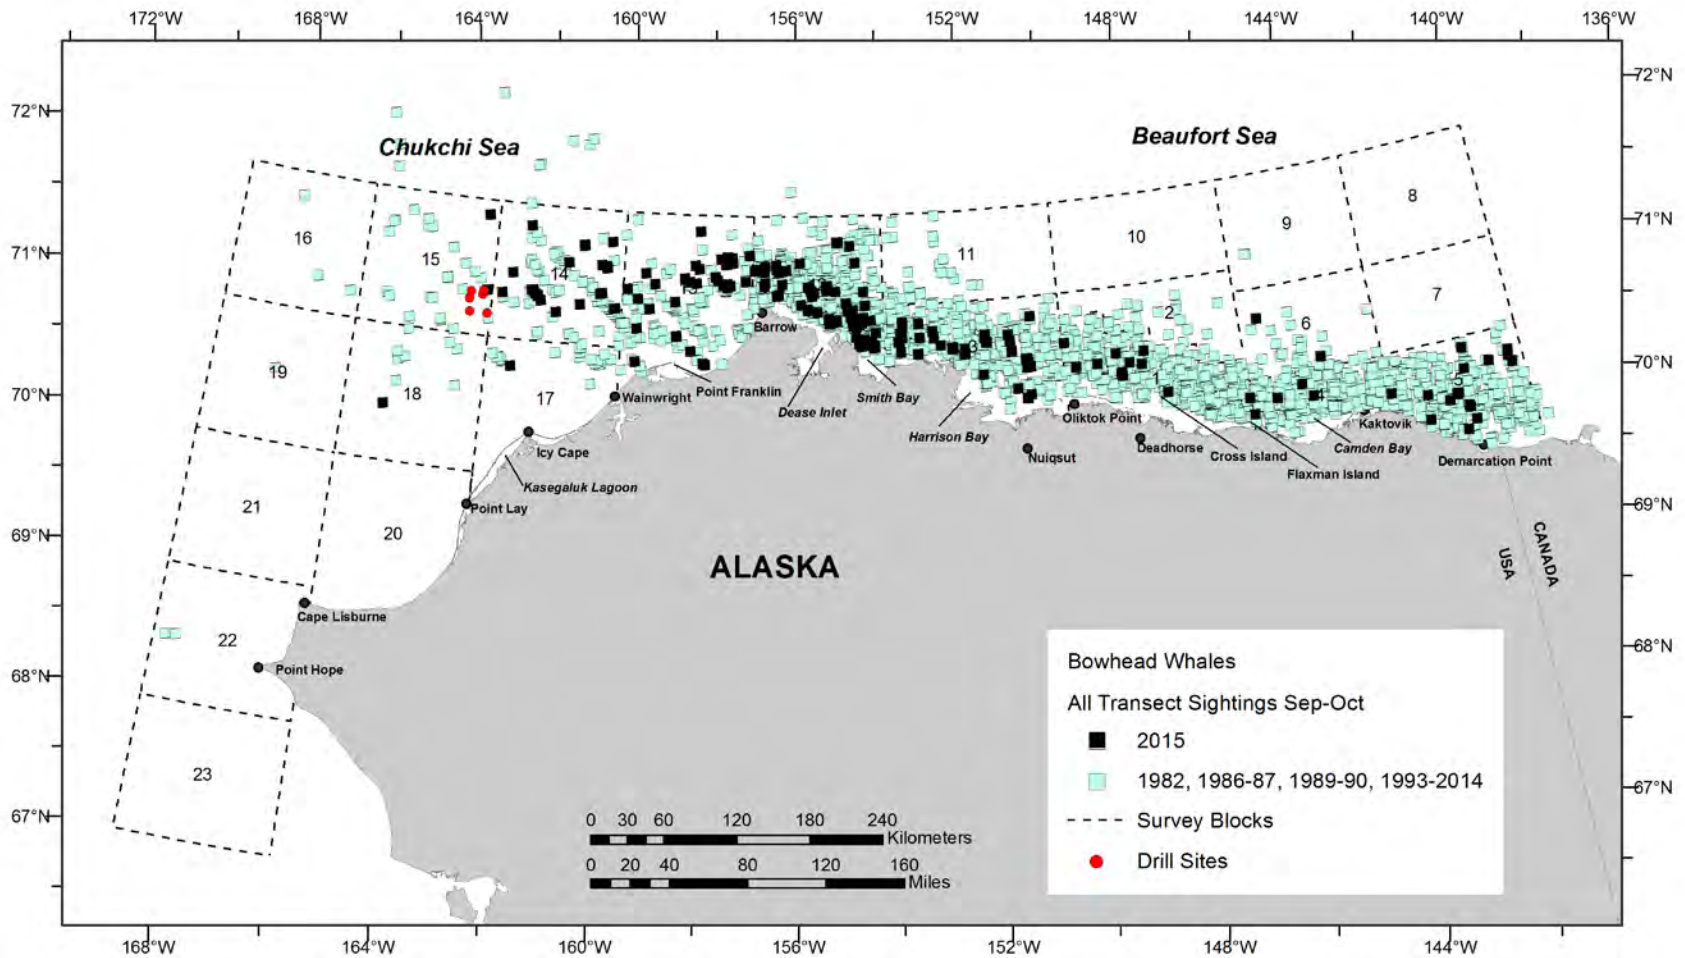 172°W 168°W 164°W 160°W 156°W 152°W 148°W 144°W 140°W 136°W
72°N 72°N
Chukchi Sea Beaufort Sea
71°N 71°N
16 15 14 11 10 9 8
2 6 7
70°N 70°N
19 18 17 3 1 4 5
Barrow
Wainwright
Point Franklin
Dease Inlet
Smith Bay
Harrison Bay
Oliktok Point
Nuiqsut
Deadhorse
Cross Island
Flaxman Island
Camden Bay
Kaktovik
Demarcation Point
Icy Cape
Kasegaluk Lagoon
Point Lay
69°N 69°N
21 20
ALASKA
USA
CANADA
Cape Lisburne
22
Point Hope
68°N 68°N
23
67°N 67°N
Bowhead Whales
All Transect Sightings Sep-Oct
2015
1982, 1986-87, 1989-90, 1993-2014
Survey Blocks
Drill Sites
0 30 60 120 180 240
Kilometers
0 20 40 80 120 160
Miles
168°W 164°W 160°W 156°W 152°W 148°W 144°W